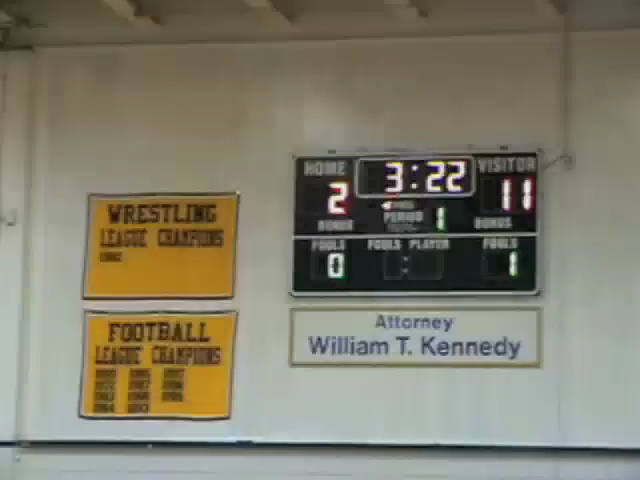 HOME 3:22 VISITOR
2 11
PERIOD 1
BONUS BONUS
FOULS FOULS PLAYER FOULS
0 1
WRESTLING
LEAGUE CHAMPIONS
FOOTBALL
LEAGUE CHAMPIONS
Attorney
William T. Kennedy